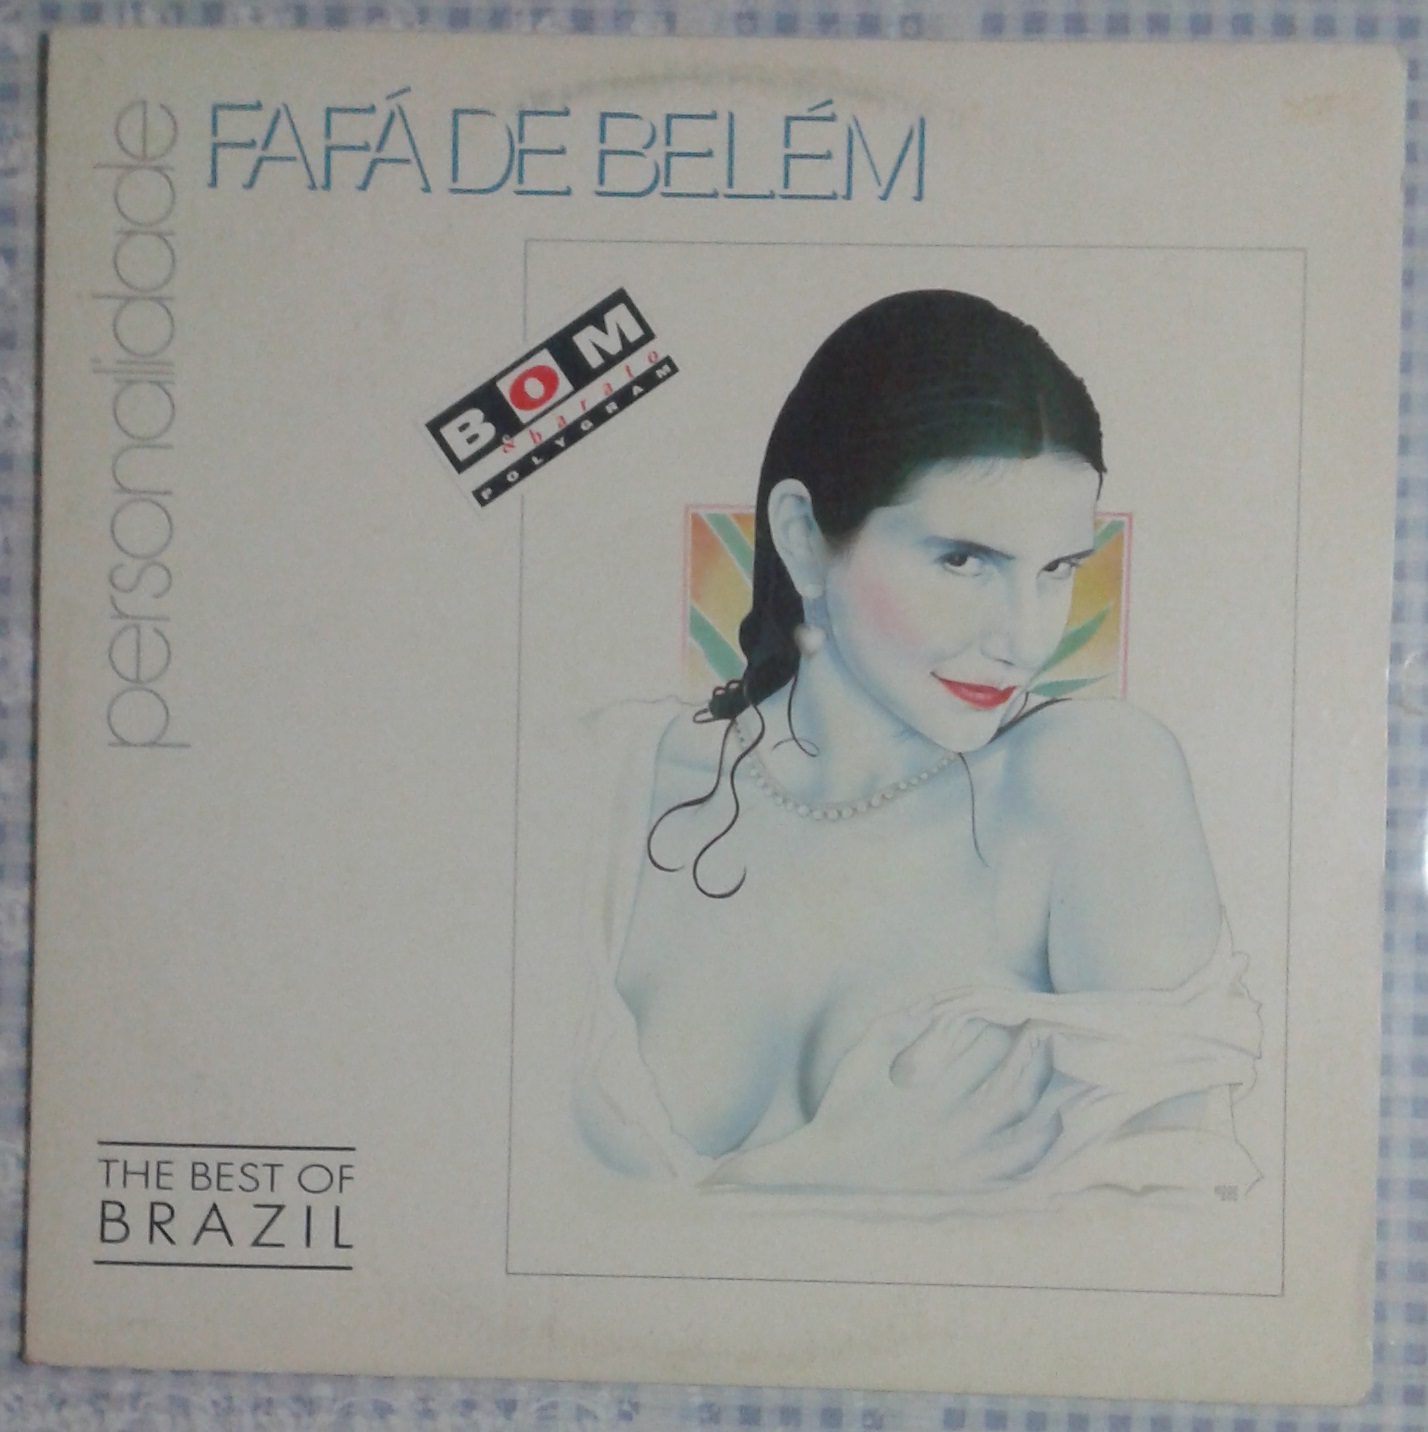 FAFÁ DE BELÉM
personalidade
BOM
& barato
POLYGRAM
THE BEST OF
BRAZIL